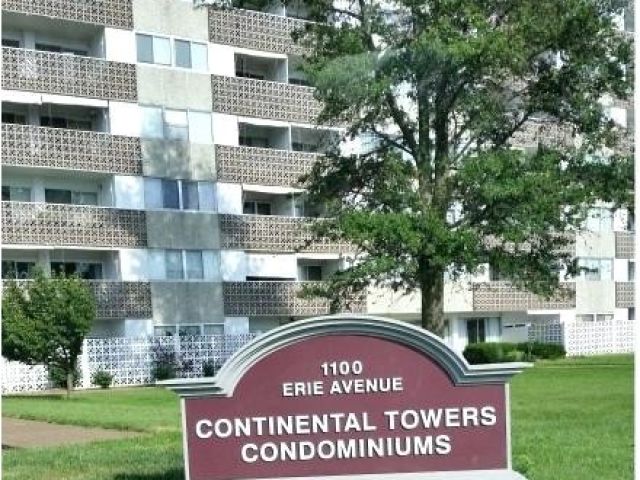 1100
ERIE AVENUE
CONTINENTAL TOWERS
CONDOMINIUMS